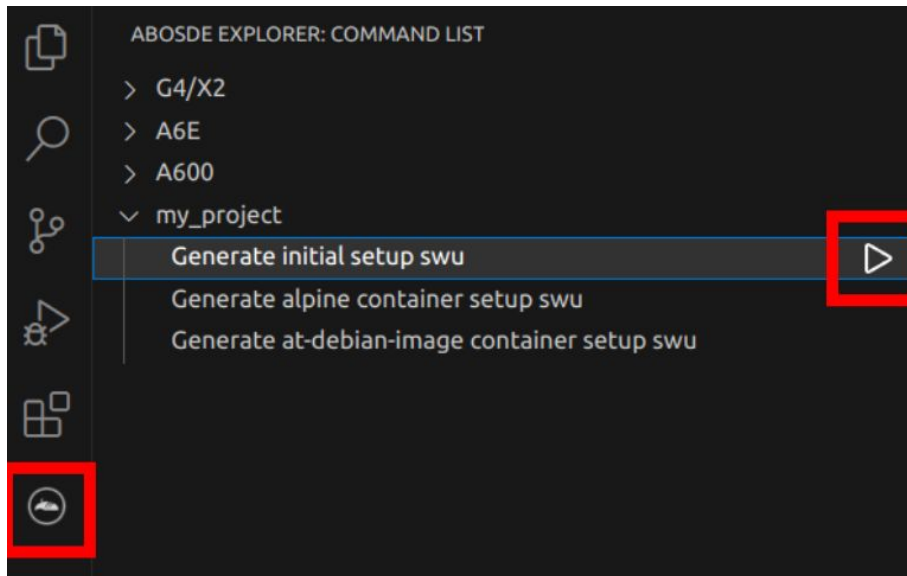 ABOSDE EXPLORER: COMMAND LIST
G4/X2
A6E
A600
my_project
Generate initial setup swu
Generate alpine container setup swu
Generate at-debian-image container setup swu